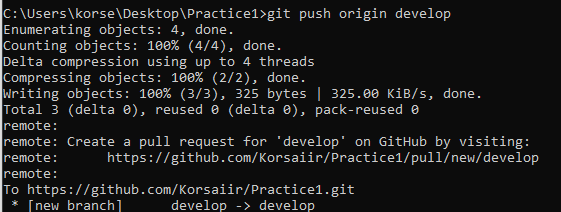 C:\Users\korse\Desktop\Practice1>git push origin develop
Enumerating objects: 4, done.
Counting objects: 100% (4/4), done.
Delta compression using up to 4 threads
Compressing objects: 100% (2/2), done.
Writing objects: 100% (3/3), 325 bytes | 325.00 KiB/s, done.
Total 3 (delta 0), reused 0 (delta 0), pack-reused 0
remote:
remote: Create a pull request for 'develop' on GitHub by visiting:
remote:      https://github.com/Korsaiir/Practice1/pull/new/develop
remote:
To https://github.com/Korsaiir/Practice1.git
 * [new branch]      develop -> develop